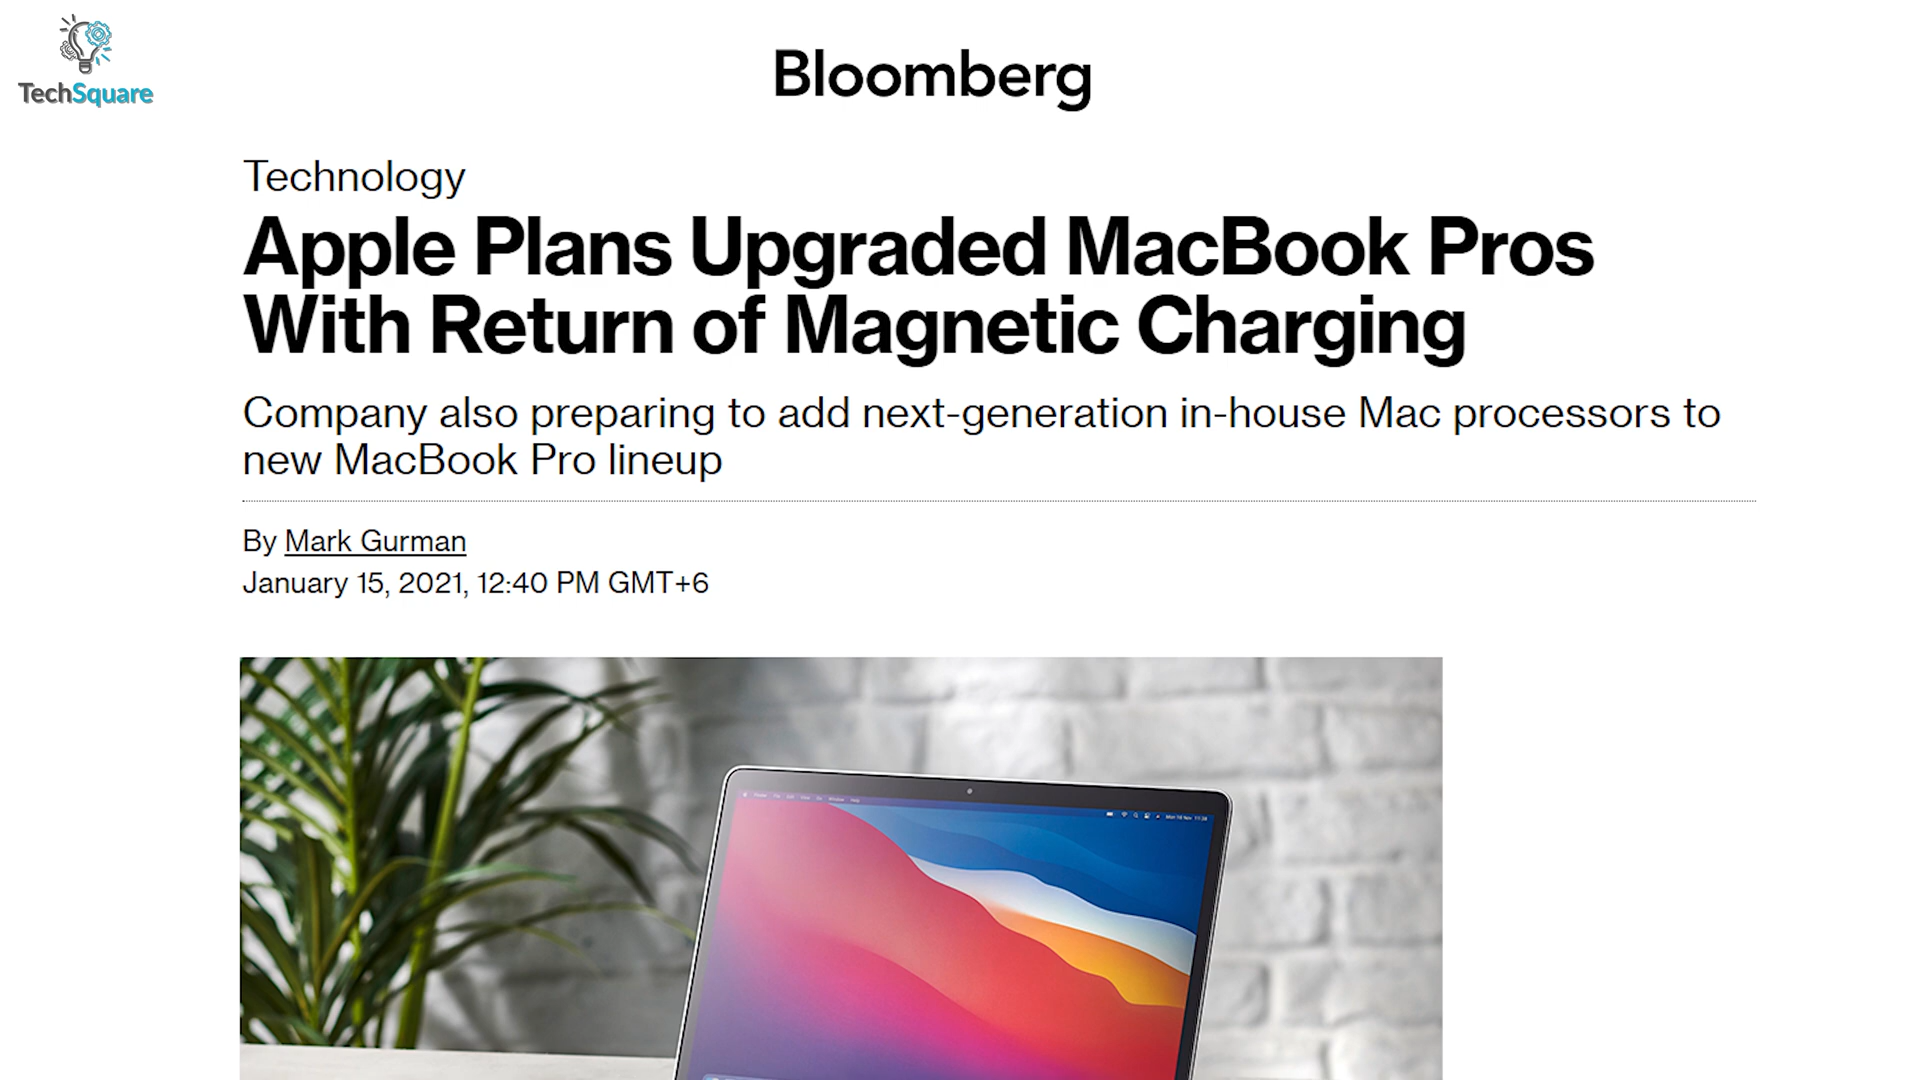 TechSquare
Bloomberg
Technology
Apple Plans Upgraded MacBook Pros
With Return of Magnetic Charging
Company also preparing to add next-generation in-house Mac processors to
new MacBook Pro lineup
By Mark Gurman
January 15, 2021, 12:40 PM GMT+6